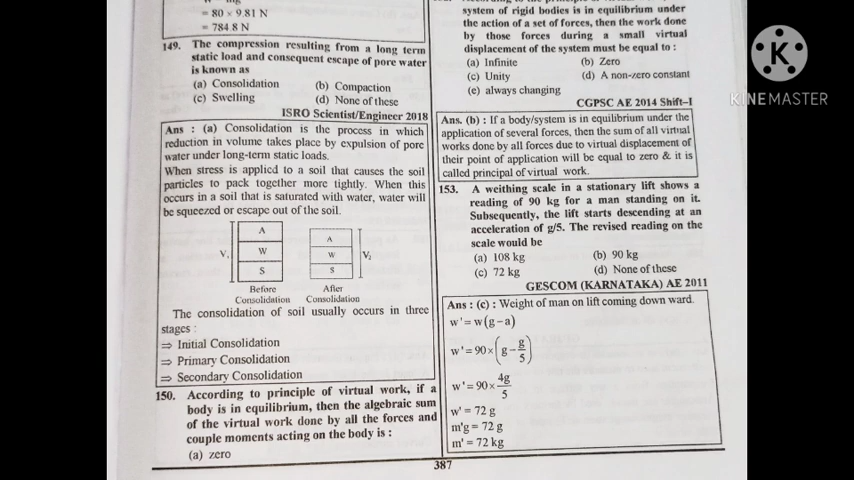 = 80 × 9.81 N
= 784.8 N
149. The compression resulting from a long term
static load and consequent escape of pore water
is known as
(a) Consolidation (b) Compaction
(c) Swelling (d) None of these
ISRO Scientist/Engineer 2018
Ans : (a) Consolidation is the process in which
reduction in volume takes place by expulsion of pore
water under long-term static loads.
When stress is applied to a soil that causes the soil
particles to pack together more tightly. When this
occurs in a soil that is saturated with water, water will
be squeezed or escape out of the soil.
A A
V₁ W W V₂
S S
Before After
Consolidation Consolidation
The consolidation of soil usually occurs in three
stages :
⇒ Initial Consolidation
⇒ Primary Consolidation
⇒ Secondary Consolidation
150. According to principle of virtual work, if a
body is in equilibrium, then the algebraic sum
of the virtual work done by all the forces and
couple moments acting on the body is :
(a) zero
system of rigid bodies is in equilibrium under
the action of a set of forces, then the work done
by those forces during a small virtual
displacement of the system must be equal to :
(a) Infinite (b) Zero
(c) Unity (d) A non-zero constant
(e) always changing
CGPSC AE 2014 Shift-I
Ans. (b) : If a body/system is in equilibrium under the
application of several forces, then the sum of all virtual
works done by all forces due to virtual displacement of
their point of application will be equal to zero & it is
called principal of virtual work.
153. A weithing scale in a stationary lift shows a
reading of 90 kg for a man standing on it.
Subsequently, the lift starts descending at an
acceleration of g/5. The revised reading on the
scale would be
(a) 108 kg (b) 90 kg
(c) 72 kg (d) None of these
GESCOM (KARNATAKA) AE 2011
Ans : (c) : Weight of man on lift coming down ward.
w' = w(g – a)
w' = 90 × (g – g/5)
w' = 90 × 4g/5
w' = 72 g
m'g = 72 g
m' = 72 kg
387
K
KINEMASTER